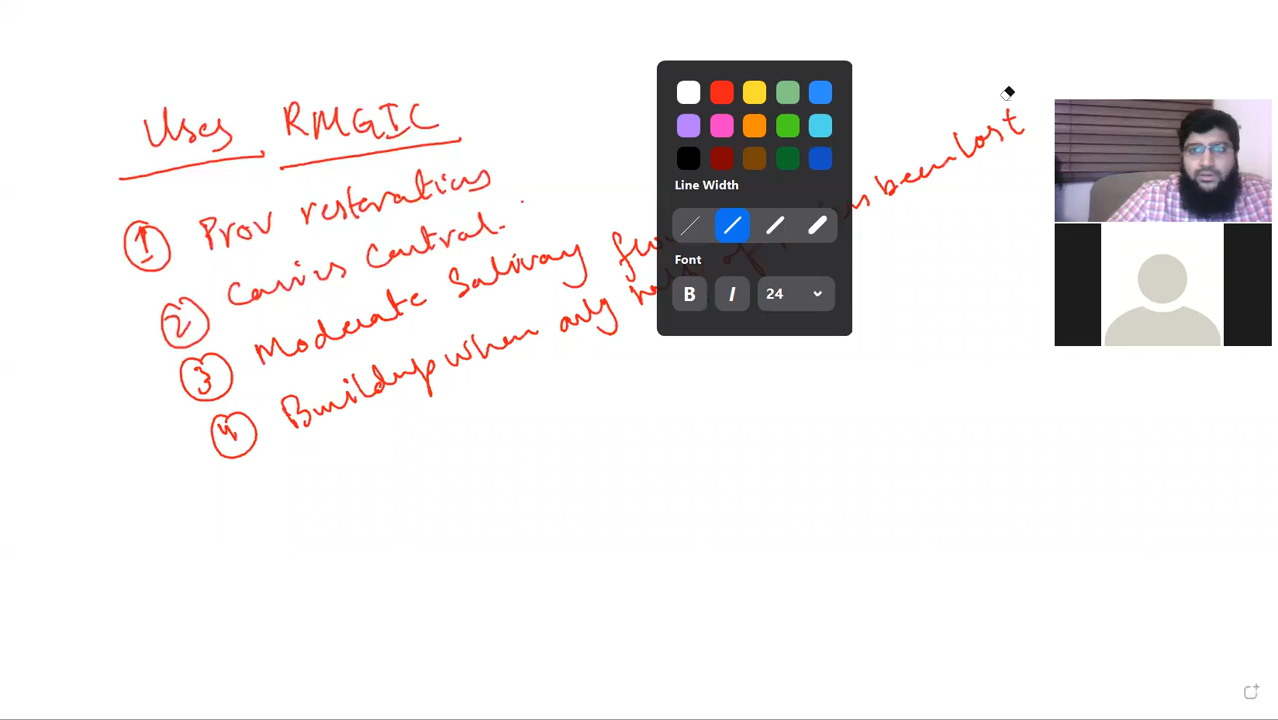 Uses RMGIC
1 Prov restorations
2 Carries Control.
3 Moderate Salivary
4 Buildup when only been lost
Line Width
Font
B I 24